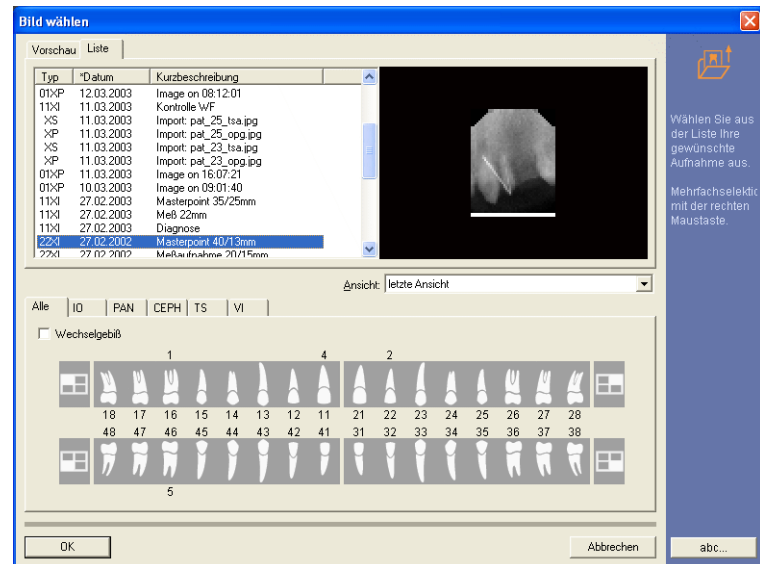 Bild wählen
Vorschau Liste
Typ *Datum Kurzbeschreibung
01XP 12.03.2003 Image on 08:12:01
11XI 11.03.2003 Kontrolle WF
XS 11.03.2003 Import: pat_25_tsa.jpg
XP 11.03.2003 Import: pat_25_opg.jpg
XS 11.03.2003 Import: pat_23_tsa.jpg
XP 11.03.2003 Import: pat_23_opg.jpg
01XP 11.03.2003 Image on 16:07:21
01XP 10.03.2003 Image on 09:01:40
11XI 27.02.2003 Masterpoint 35/25mm
11XI 27.02.2003 Meß 22mm
11XI 27.02.2002 Diagnose
22XI 27.02.2002 Masterpoint 40/13mm
22XI 27.02.2002 Meßaufnahme 20/15mm
Wählen Sie aus
der Liste Ihre
gewünschte
Aufnahme aus.
Mehrfachselektic
mit der rechten
Maustaste.
Ansicht: letzte Ansicht
Alle IO PAN CEPH TS VI
Wechselgebiß
1 4 2
18 17 16 15 14 13 12 11 21 22 23 24 25 26 27 28
48 47 46 45 44 43 42 41 31 32 33 34 35 36 37 38
5
OK Abbrechen abc...